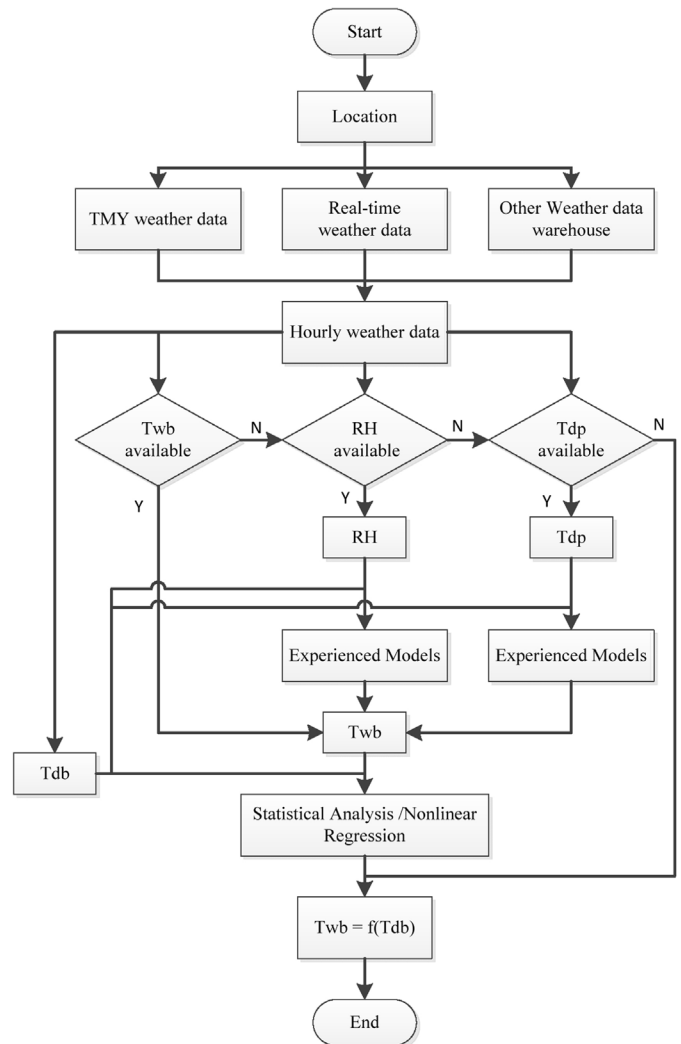 Start
Location
TMY weather data
Real-time
weather data
Other Weather data
warehouse
Hourly weather data
Twb
available
N
RH
available
N
Tdp
available
N
Y
Y
Y
RH
Tdp
Experienced Models
Experienced Models
Twb
Tdb
Statistical Analysis /Nonlinear
Regression
Twb = f(Tdb)
End